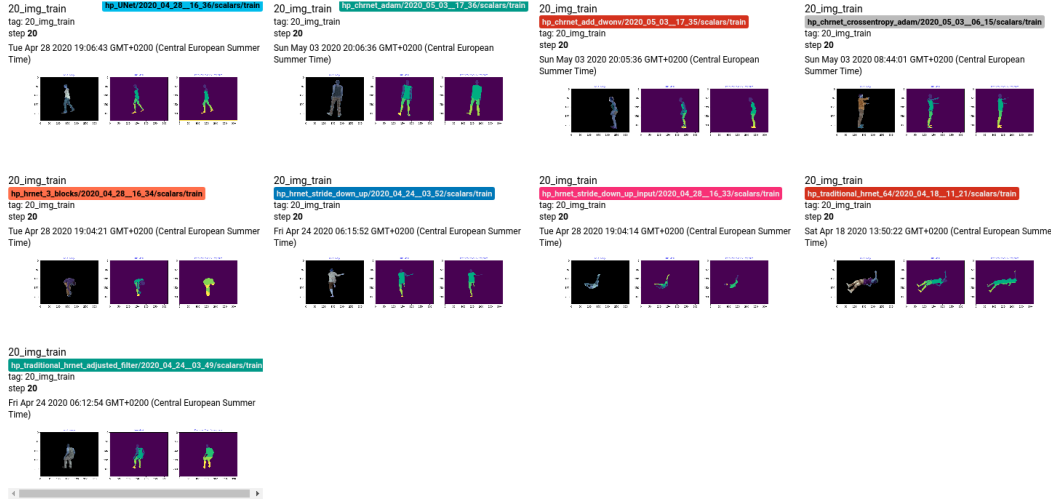 20_img_train
hp_UNet/2020_04_28__16_36/scalars/train
tag: 20_img_train
step 20
Tue Apr 28 2020 19:06:43 GMT+0200 (Central European Summer
Time)
20_img_train
hp_chrnet_adam/2020_05_03__17_36/scalars/train
tag: 20_img_train
step 20
Sun May 03 2020 20:06:36 GMT+0200 (Central European
Summer Time)
20_img_train
hp_chrnet_add_dwonv/2020_05_03__17_35/scalars/train
tag: 20_img_train
step 20
Sun May 03 2020 20:05:36 GMT+0200 (Central European
Summer Time)
20_img_train
hp_chrnet_crossentropy_adam/2020_05_03__06_15/scalars/train
tag: 20_img_train
step 20
Sun May 03 2020 08:44:01 GMT+0200 (Central European
Summer Time)
20_img_train
hp_hrnet_3_blocks/2020_04_28__16_34/scalars/train
tag: 20_img_train
step 20
Tue Apr 28 2020 19:04:21 GMT+0200 (Central European Summer
Time)
20_img_train
hp_hrnet_stride_down_up/2020_04_24__03_52/scalars/train
tag: 20_img_train
step 20
Fri Apr 24 2020 06:15:52 GMT+0200 (Central European Summer
Time)
20_img_train
hp_hrnet_stride_down_up_input/2020_04_28__16_33/scalars/train
tag: 20_img_train
step 20
Tue Apr 28 2020 19:04:14 GMT+0200 (Central European Summer
Time)
20_img_train
hp_traditional_hrnet_64/2020_04_18__11_21/scalars/train
tag: 20_img_train
step 20
Sat Apr 18 2020 13:50:22 GMT+0200 (Central European Summe
Time)
20_img_train
hp_traditional_hrnet_adjusted_filter/2020_04_24__03_49/scalars/train
tag: 20_img_train
step 20
Fri Apr 24 2020 06:12:54 GMT+0200 (Central European Summer
Time)